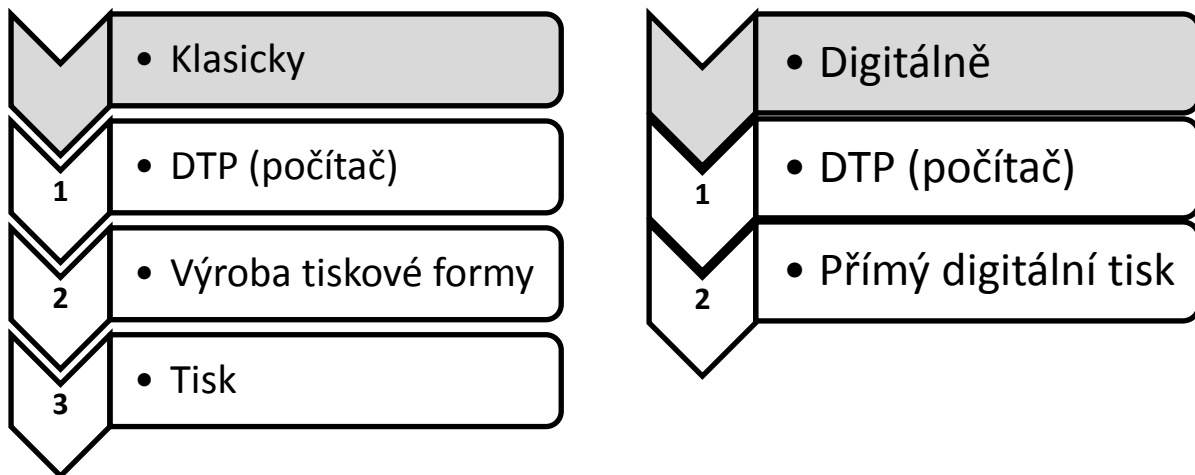 • Klasicky
1
• DTP (počítač)
2
• Výroba tiskové formy
3
• Tisk
• Digitálně
1
• DTP (počítač)
2
• Přímý digitální tisk